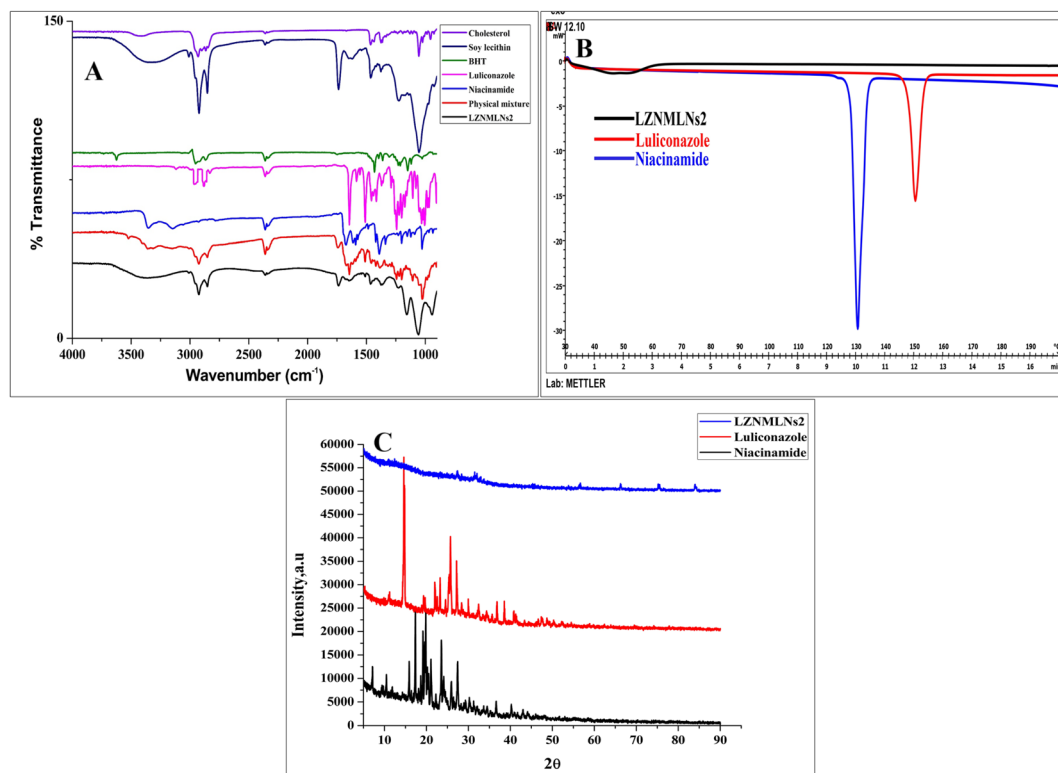 150
A
Cholesterol
Soy lecithin
BHT
Luliconazole
Niacinamide
Physical mixture
LZNMLNs2
% Transmittance
0
4000 3500 3000 2500 2000 1500 1000
Wavenumber (cm-1)
SW 12.10
mW
B
0
-5
-10
-15
-20
-25
-30
LZNMLNs2
Luliconazole
Niacinamide
30 40 50 60 70 80 90 100 110 120 130 140 150 160 170 180 190 °C
0 1 2 3 4 5 6 7 8 9 10 11 12 13 14 15 16 min
Lab: METTLER
C
LZNMLNs2
Luliconazole
Niacinamide
60000
55000
50000
45000
40000
35000
30000
25000
20000
15000
10000
5000
0
Intensity,a.u
10 20 30 40 50 60 70 80 90
2θ